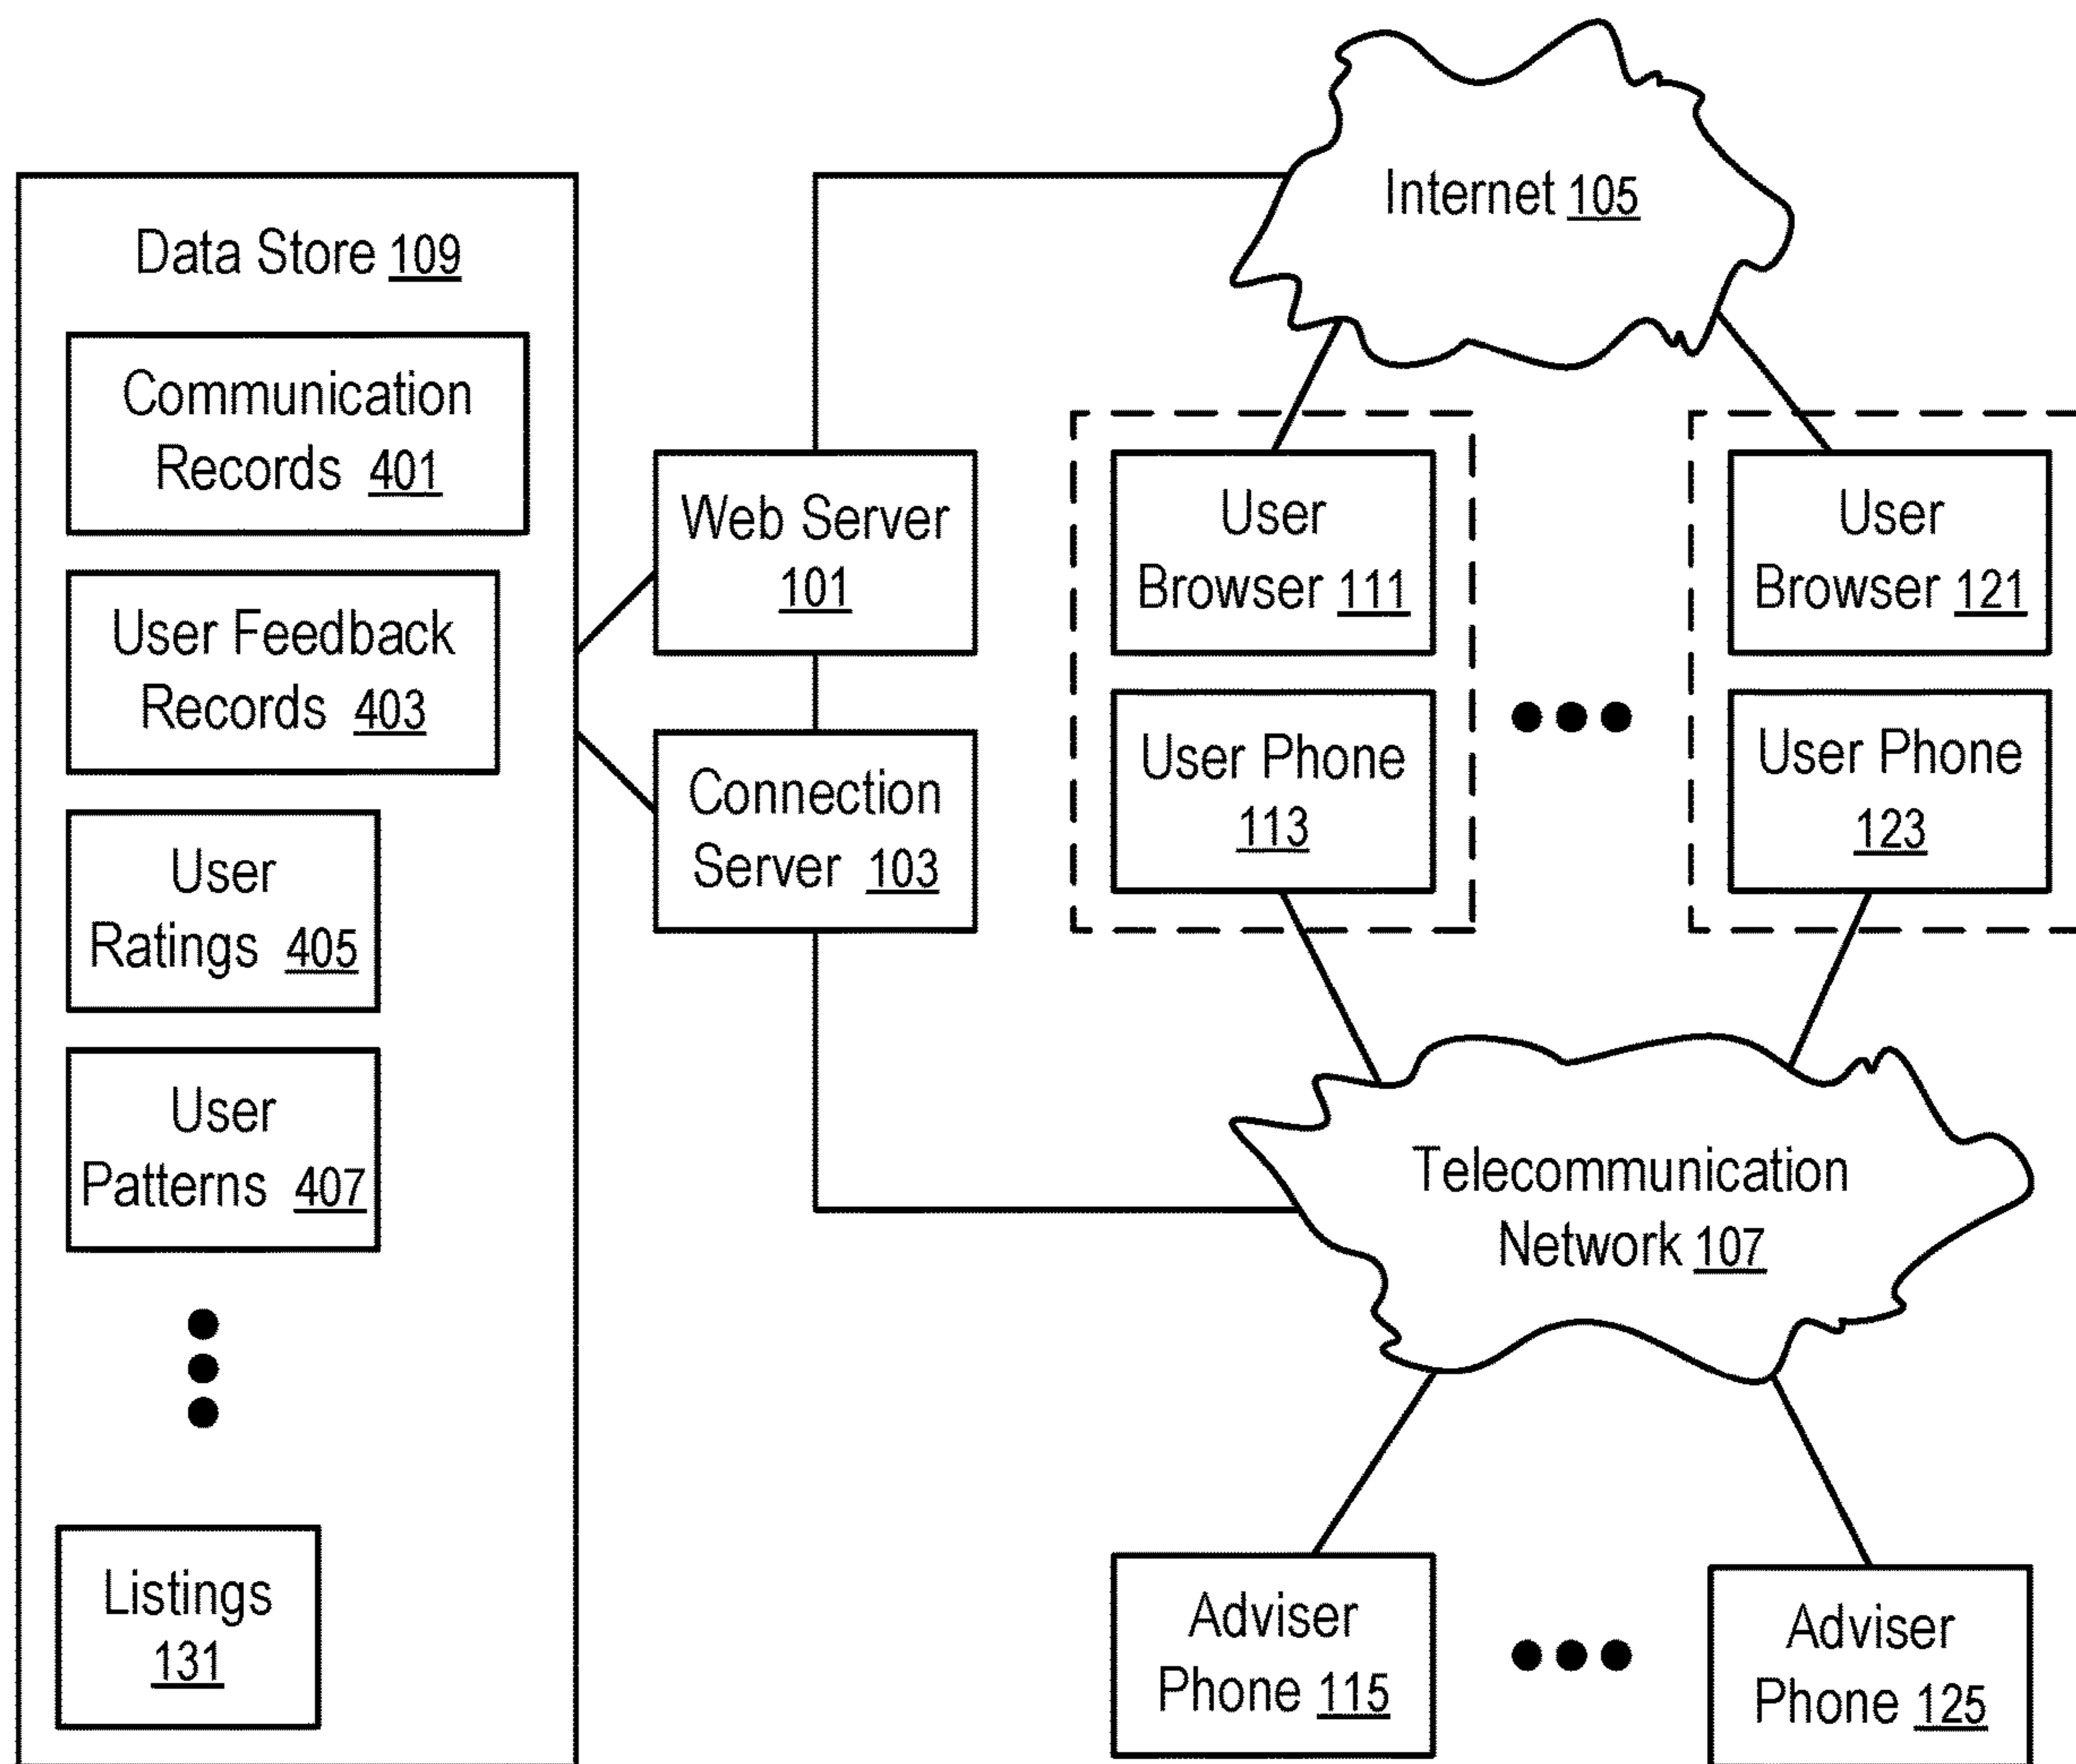 Data Store 109
Communication
Records 401
User Feedback
Records 403
User
Ratings 405
User
Patterns 407
Listings
131
Web Server
101
Connection
Server 103
Internet 105
User
Browser 111
User Phone
113
User
Browser 121
User Phone
123
Telecommunication
Network 107
Adviser
Phone 115
Adviser
Phone 125